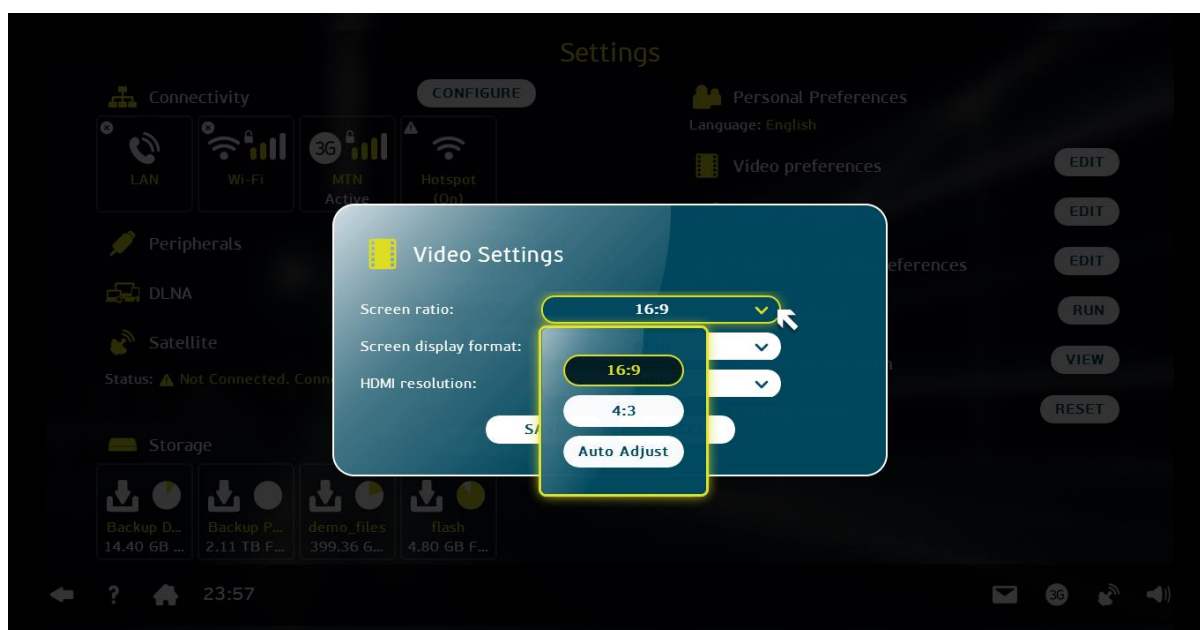 Settings
Connectivity
CONFIGURE
LAN
Wi-Fi
3G
MTN
Active
Hotspot
(On)
Peripherals
DLNA
Satellite
Status: Not Connected. Conn
Storage
Backup D...
14.40 GB ...
Backup P...
2.11 TB F...
demo_files
399.36 G...
flash
4.80 GB F...
Personal Preferences
Language: English
Video preferences
EDIT
EDIT
eferences
EDIT
RUN
VIEW
RESET
Video Settings
Screen ratio:
16:9
Screen display format:
HDMI resolution:
16:9
4:3
Auto Adjust
SA
?
23:57
3G